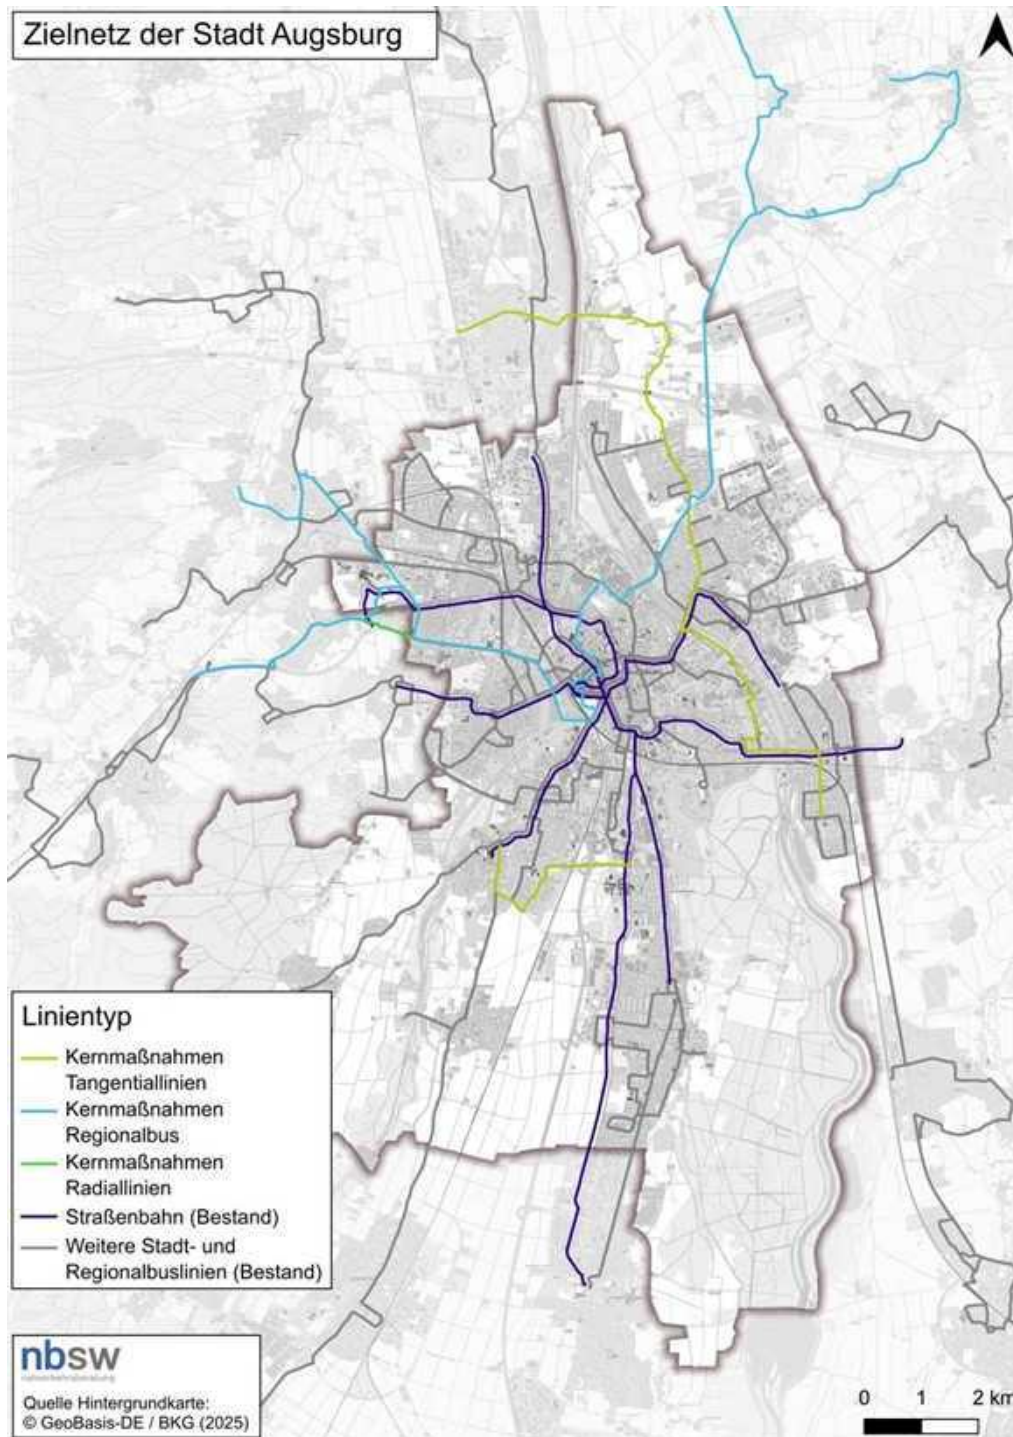 Zielnetz der Stadt Augsburg
Linientyp
Kernmaßnahmen
Tangentiallinien
Kernmaßnahmen
Regionalbus
Kernmaßnahmen
Radiallinien
Straßenbahn (Bestand)
Weitere Stadt- und
Regionalbuslinien (Bestand)
nbsw
nahverkehrsberatung
Quelle Hintergrundkarte:
© GeoBasis-DE / BKG (2025)
0 1 2 km